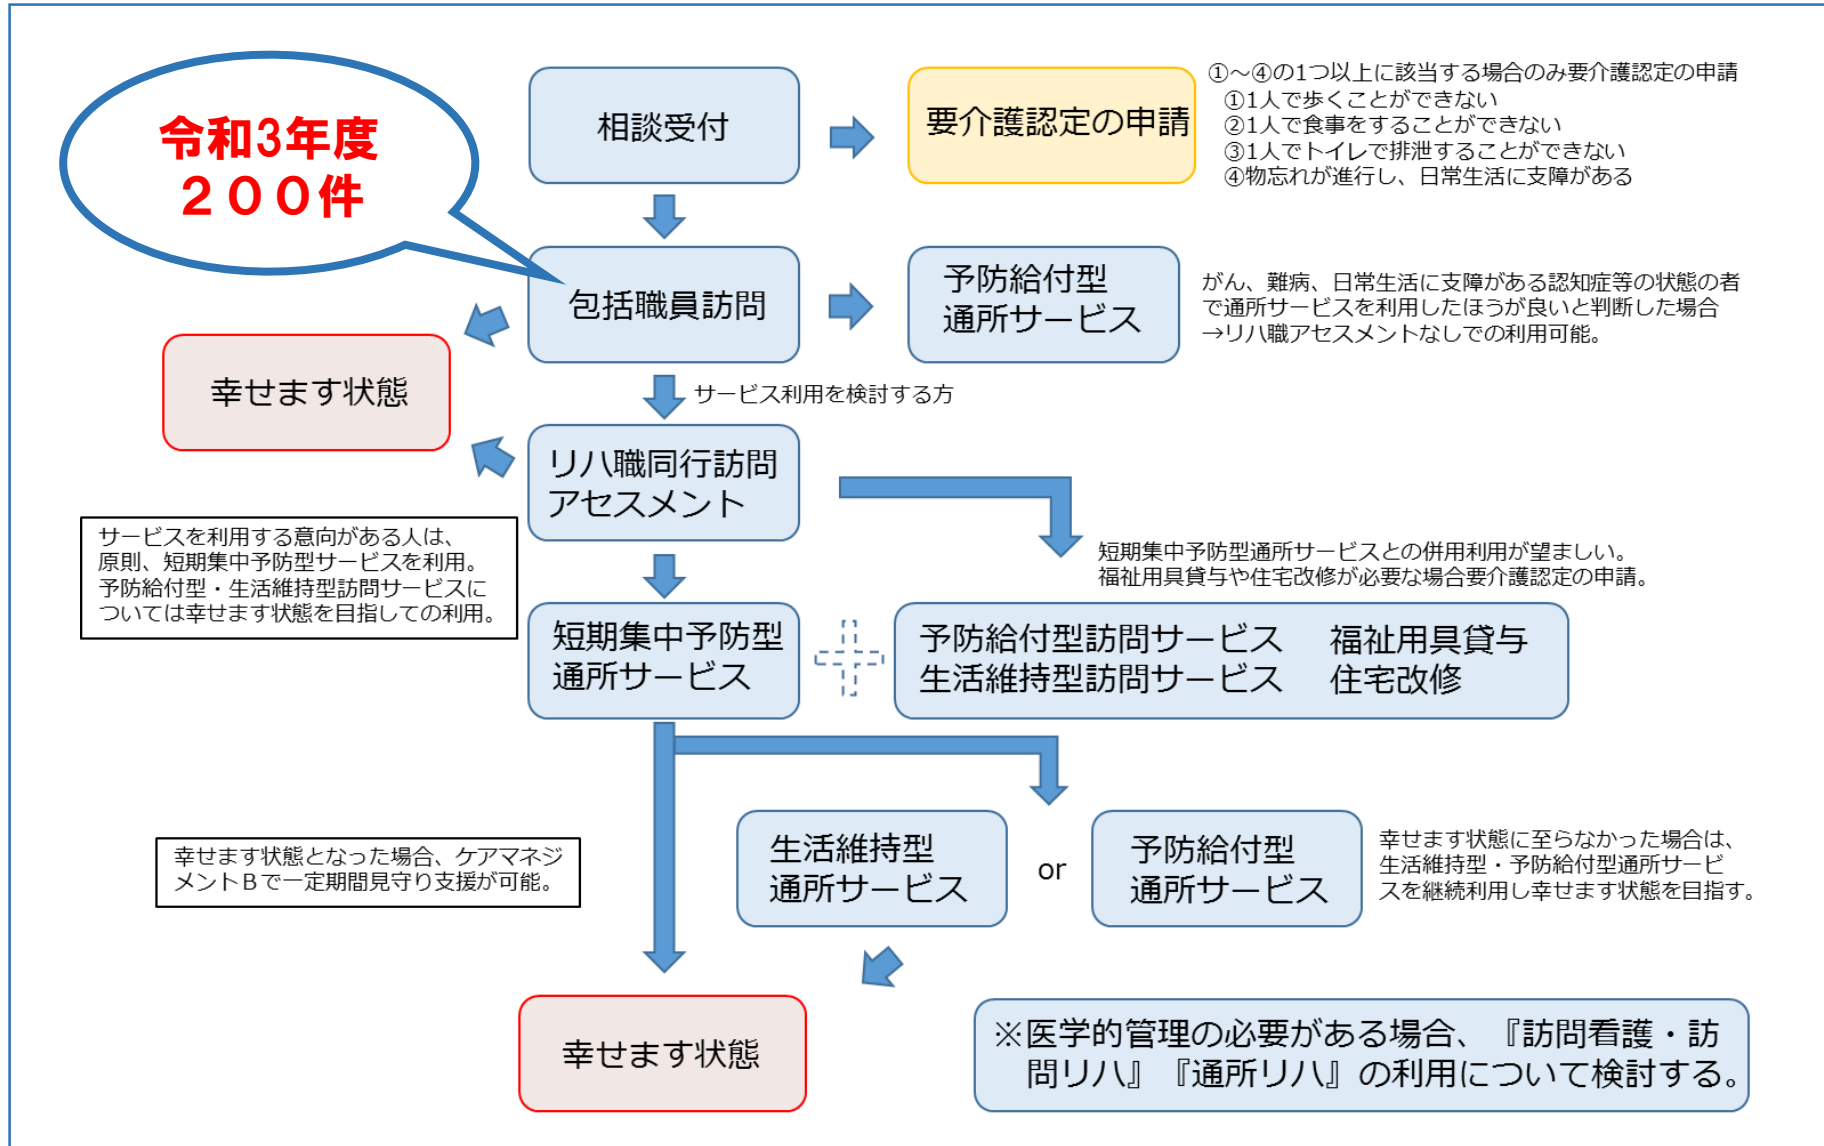 令和3年度
２００件
相談受付
要介護認定の申請
①～④の1つ以上に該当する場合のみ要介護認定の申請
①1人で歩くことができない
②1人で食事をすることができない
③1人でトイレで排泄することができない
④物忘れが進行し、日常生活に支障がある
包括職員訪問
予防給付型
通所サービス
がん、難病、日常生活に支障がある認知症等の状態の者
で通所サービスを利用したほうが良いと判断した場合
→リハ職アセスメントなしでの利用可能。
幸せます状態
サービス利用を検討する方
リハ職同行訪問
アセスメント
サービスを利用する意向がある人は、
原則、短期集中予防型サービスを利用。
予防給付型・生活維持型訪問サービスに
ついては幸せます状態を目指しての利用。
短期集中予防型通所サービスとの併用利用が望ましい。
福祉用具貸与や住宅改修が必要な場合要介護認定の申請。
短期集中予防型
通所サービス
予防給付型訪問サービス　福祉用具貸与
生活維持型訪問サービス　住宅改修
幸せます状態となった場合、ケアマネジ
メントＢで一定期間見守り支援が可能。
生活維持型
通所サービス
or
予防給付型
通所サービス
幸せます状態に至らなかった場合は、
生活維持型・予防給付型通所サービ
スを継続利用し幸せます状態を目指す。
幸せます状態
※医学的管理の必要がある場合、『訪問看護・訪
問リハ』『通所リハ』の利用について検討する。